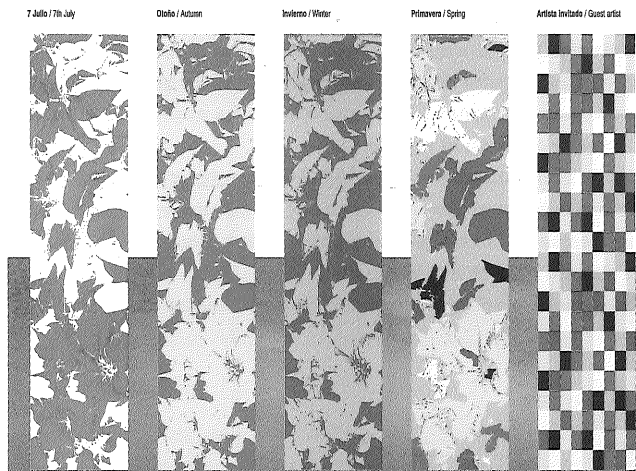 7 Julio / 7th July
Otoño / Autumn
Invierno / Winter
Primavera / Spring
Artista invitado / Guest artist